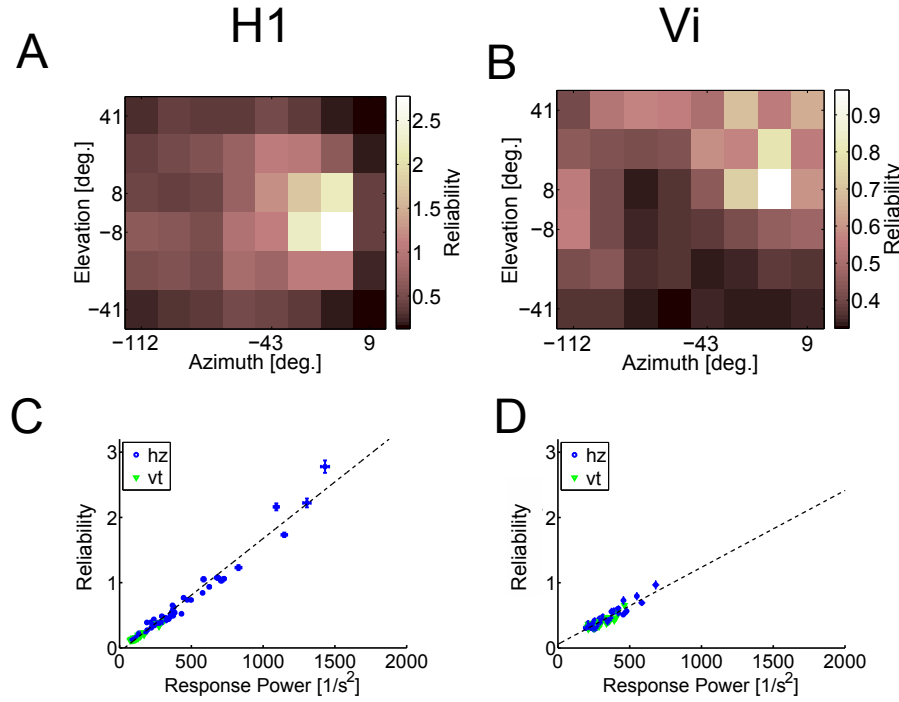 H1
Vi
A
B
Elevation [deg.]
41
8
−8
−41
−112
−43
9
Azimuth [deg.]
2.5
2
1.5
1
0.5
Reliability
Elevation [deg.]
41
8
−8
−41
−112
−43
9
Azimuth [deg.]
0.9
0.8
0.7
0.6
0.5
0.4
Reliability
C
D
hz
vt
Reliability
3
2
1
0
0
500
1000
1500
2000
Response Power [1/s²]
hz
vt
Reliability
3
2
1
0
0
500
1000
1500
2000
Response Power [1/s²]